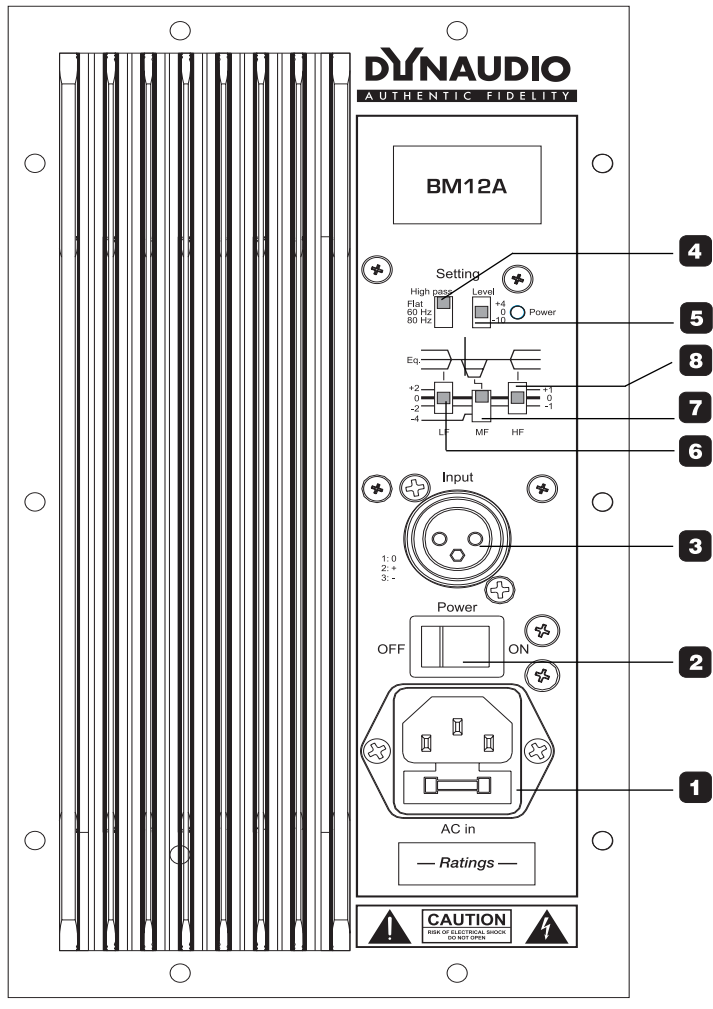 DYNAUDIO
AUTHENTIC FIDELITY
BM12A
4
Setting
High pass
Level
Flat
60 Hz
80 Hz
+4
0
-10
Power
5
Eq.
8
+2
0
-2
-4
+1
0
-1
7
LF
MF
HF
6
Input
1: 0
2: +
3: -
3
Power
OFF
ON
2
1
AC in
— Ratings —
CAUTION
RISK OF ELECTRICAL SHOCK
DO NOT OPEN